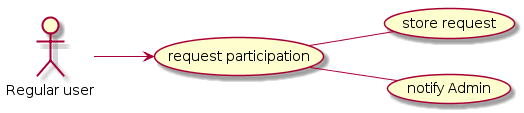 store request
request participation
Regular user
notify Admin